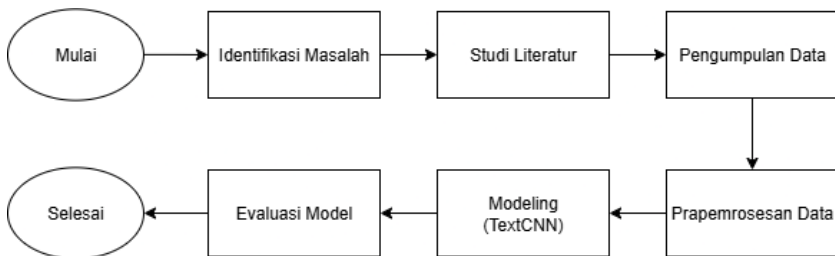 Mulai
Identifikasi Masalah
Studi Literatur
Pengumpulan Data
Prapemrosesan Data
Modeling
(TextCNN)
Evaluasi Model
Selesai